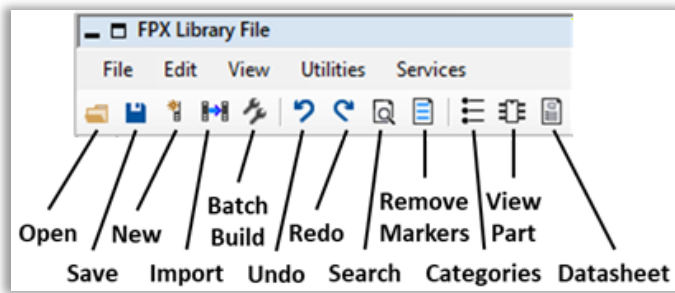 FPX Library File
File Edit View Utilities Services
Batch Remove View
Open New Build Redo Markers Part
Save Import Undo Search Categories Datasheet